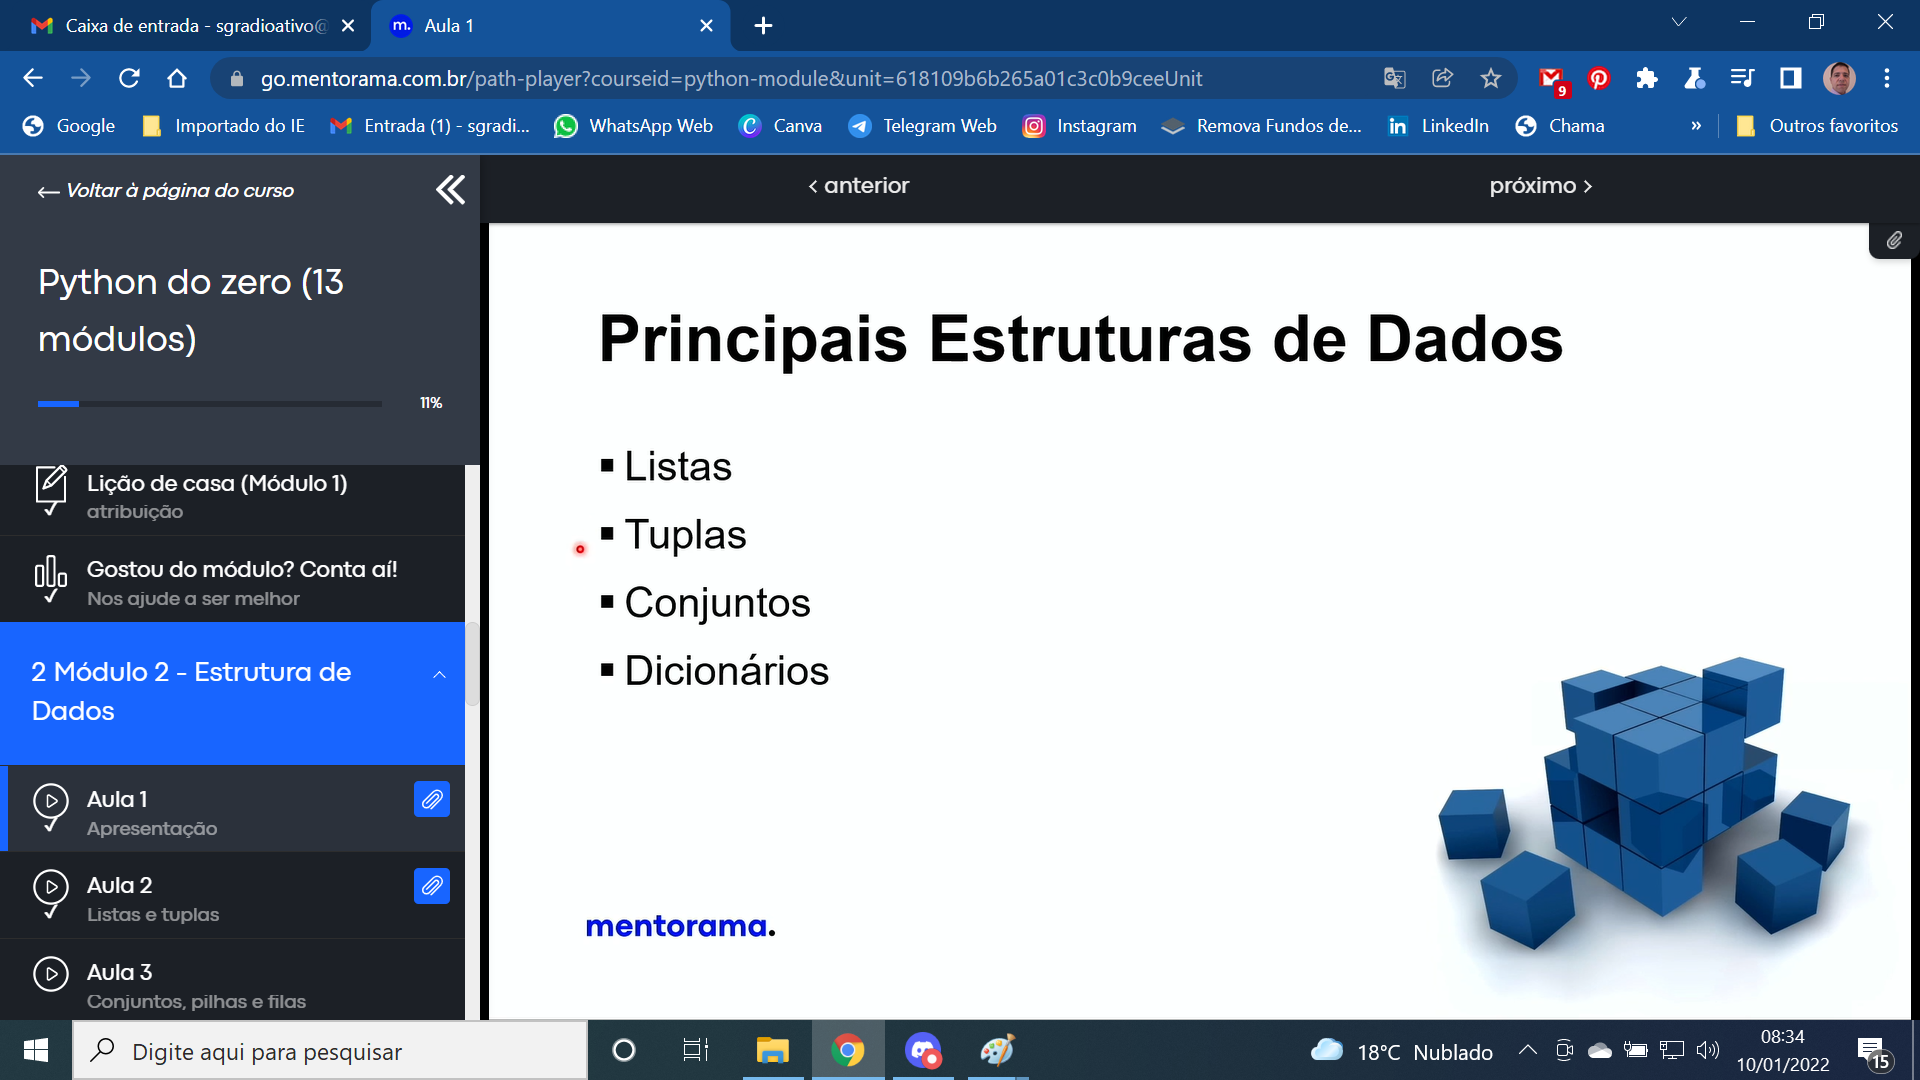 Caixa de entrada - sgradioativo@
m. Aula 1
go.mentorama.com.br/path-player?courseid=python-module&unit=618109b6b265a01c3c0b9ceeUnit
9
Google
Importado do IE
Entrada (1) - sgradi...
WhatsApp Web
Canva
Telegram Web
Instagram
Remova Fundos de...
in LinkedIn
Chama
»
Outros favoritos
← Voltar à página do curso
‹ anterior
próximo ›
Python do zero (13
módulos)
11%
Lição de casa (Módulo 1)
atribuição
Gostou do módulo? Conta aí!
Nos ajude a ser melhor
2 Módulo 2 - Estrutura de
Dados
Aula 1
Apresentação
Aula 2
Listas e tuplas
Aula 3
Conjuntos, pilhas e filas
Principais Estruturas de Dados
▪ Listas
▪ Tuplas
▪ Conjuntos
▪ Dicionários
mentorama.
Digite aqui para pesquisar
18°C Nublado
08:34
10/01/2022
15